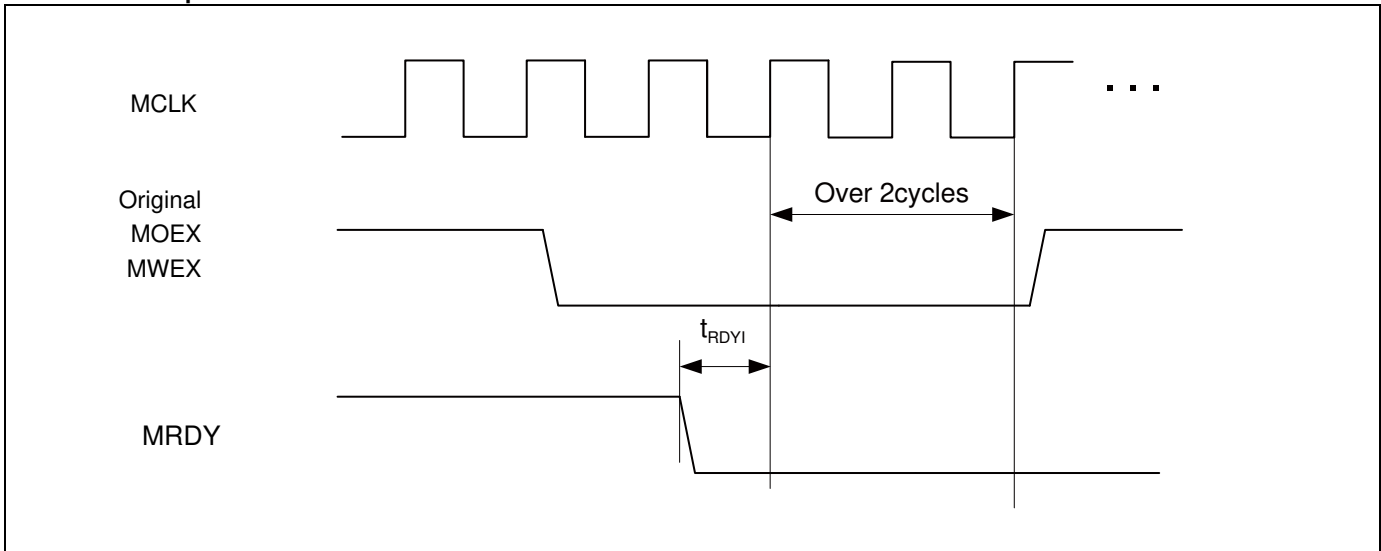 MCLK
. . .
Original
MOEX
MWEX
Over 2cycles
tRDYI
MRDY